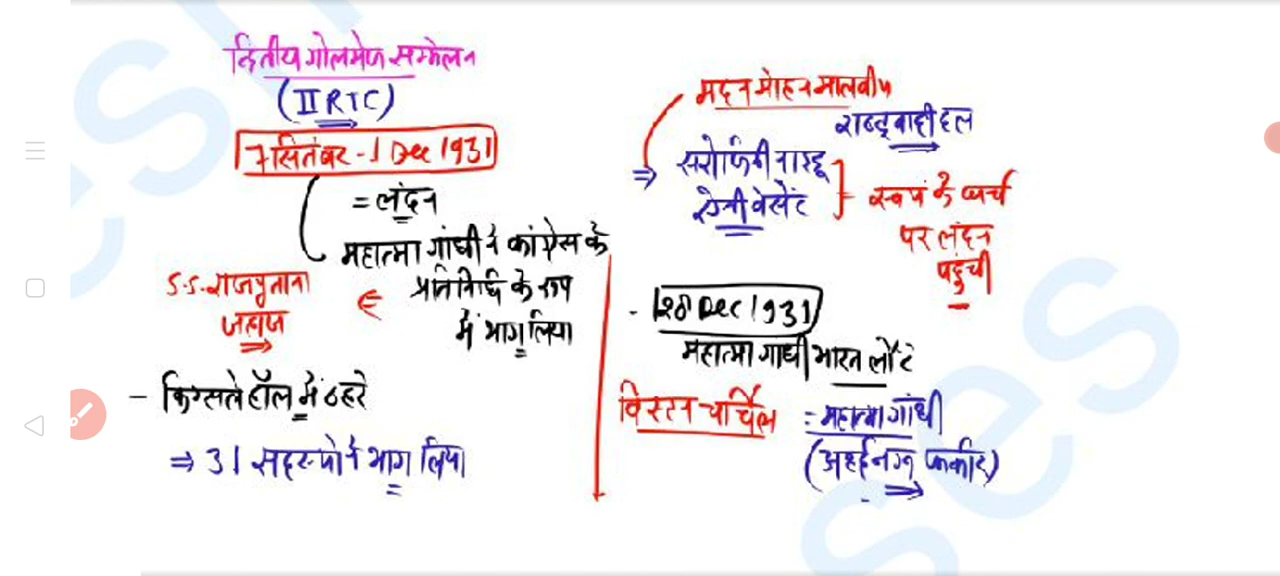 द्वितीय गोलमेज सम्मेलन
(II RTC)
7 सितंबर - 1 Dec 1931
= लंदन
महात्मा गांधी ने कांग्रेस के
प्रतिनिधि के रूप
में भाग लिया
S.S. राजपुताना
जहाज
- किंग्सले हॉल में ठहरे
⇒ 31 सदस्यो ने भाग लिया
मदन मोहन मालवीय
राष्ट्रवादी दल
⇒ सरोजिनी नायडू
ऐनी बेसेंट
स्वयं के खर्च
पर लंदन
पहुंची
- 28 Dec 1931
महात्मा गांधी भारत लौटे
विंस्टन चर्चिल
= महात्मा गांधी
(अर्द्धनग्न फकीर)